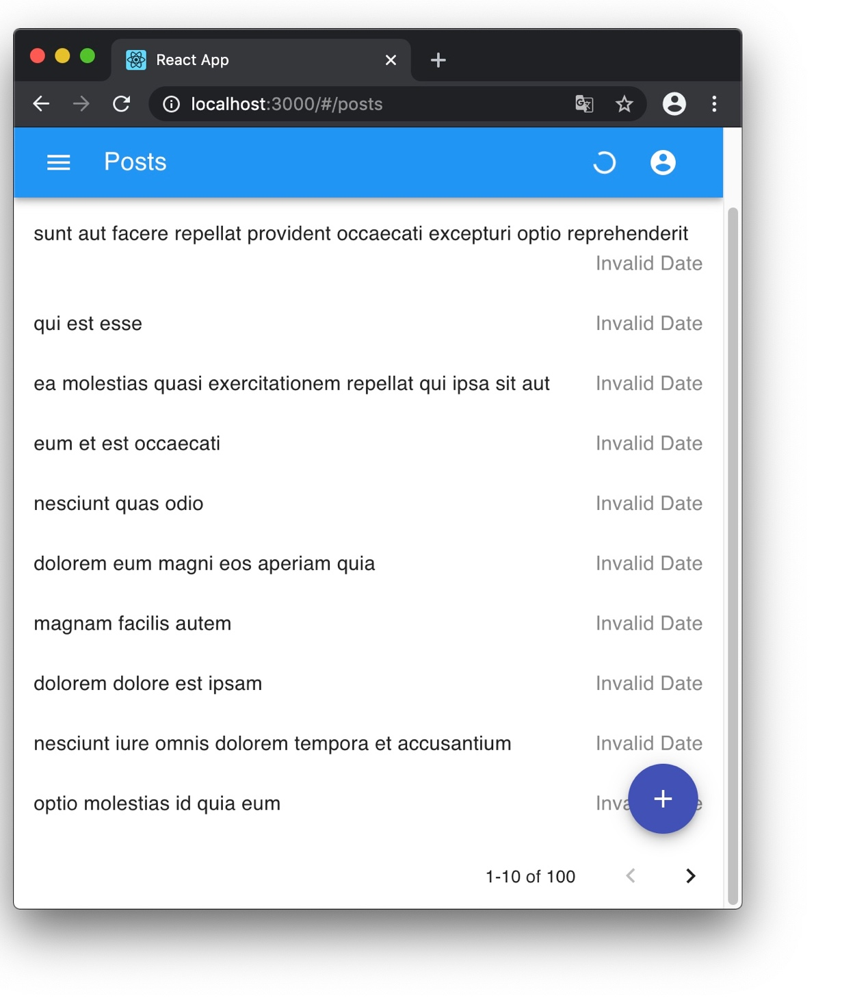 React App
localhost:3000/#/posts
Posts
sunt aut facere repellat provident occaecati excepturi optio reprehenderit
Invalid Date
qui est esse Invalid Date
ea molestias quasi exercitationem repellat qui ipsa sit aut Invalid Date
eum et est occaecati Invalid Date
nesciunt quas odio Invalid Date
dolorem eum magni eos aperiam quia Invalid Date
magnam facilis autem Invalid Date
dolorem dolore est ipsam Invalid Date
nesciunt iure omnis dolorem tempora et accusantium Invalid Date
optio molestias id quia eum
1-10 of 100